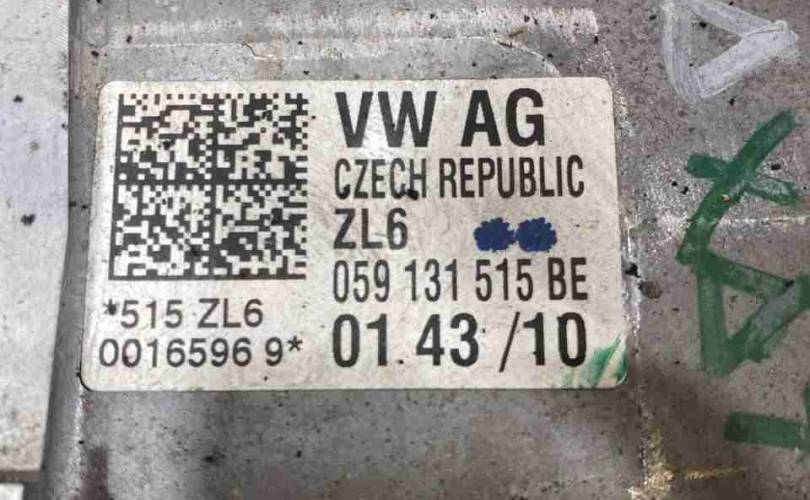 VW AG
CZECH REPUBLIC
ZL6
059 131 515 BE
*515 ZL6
0016596 9*
01.43 /10